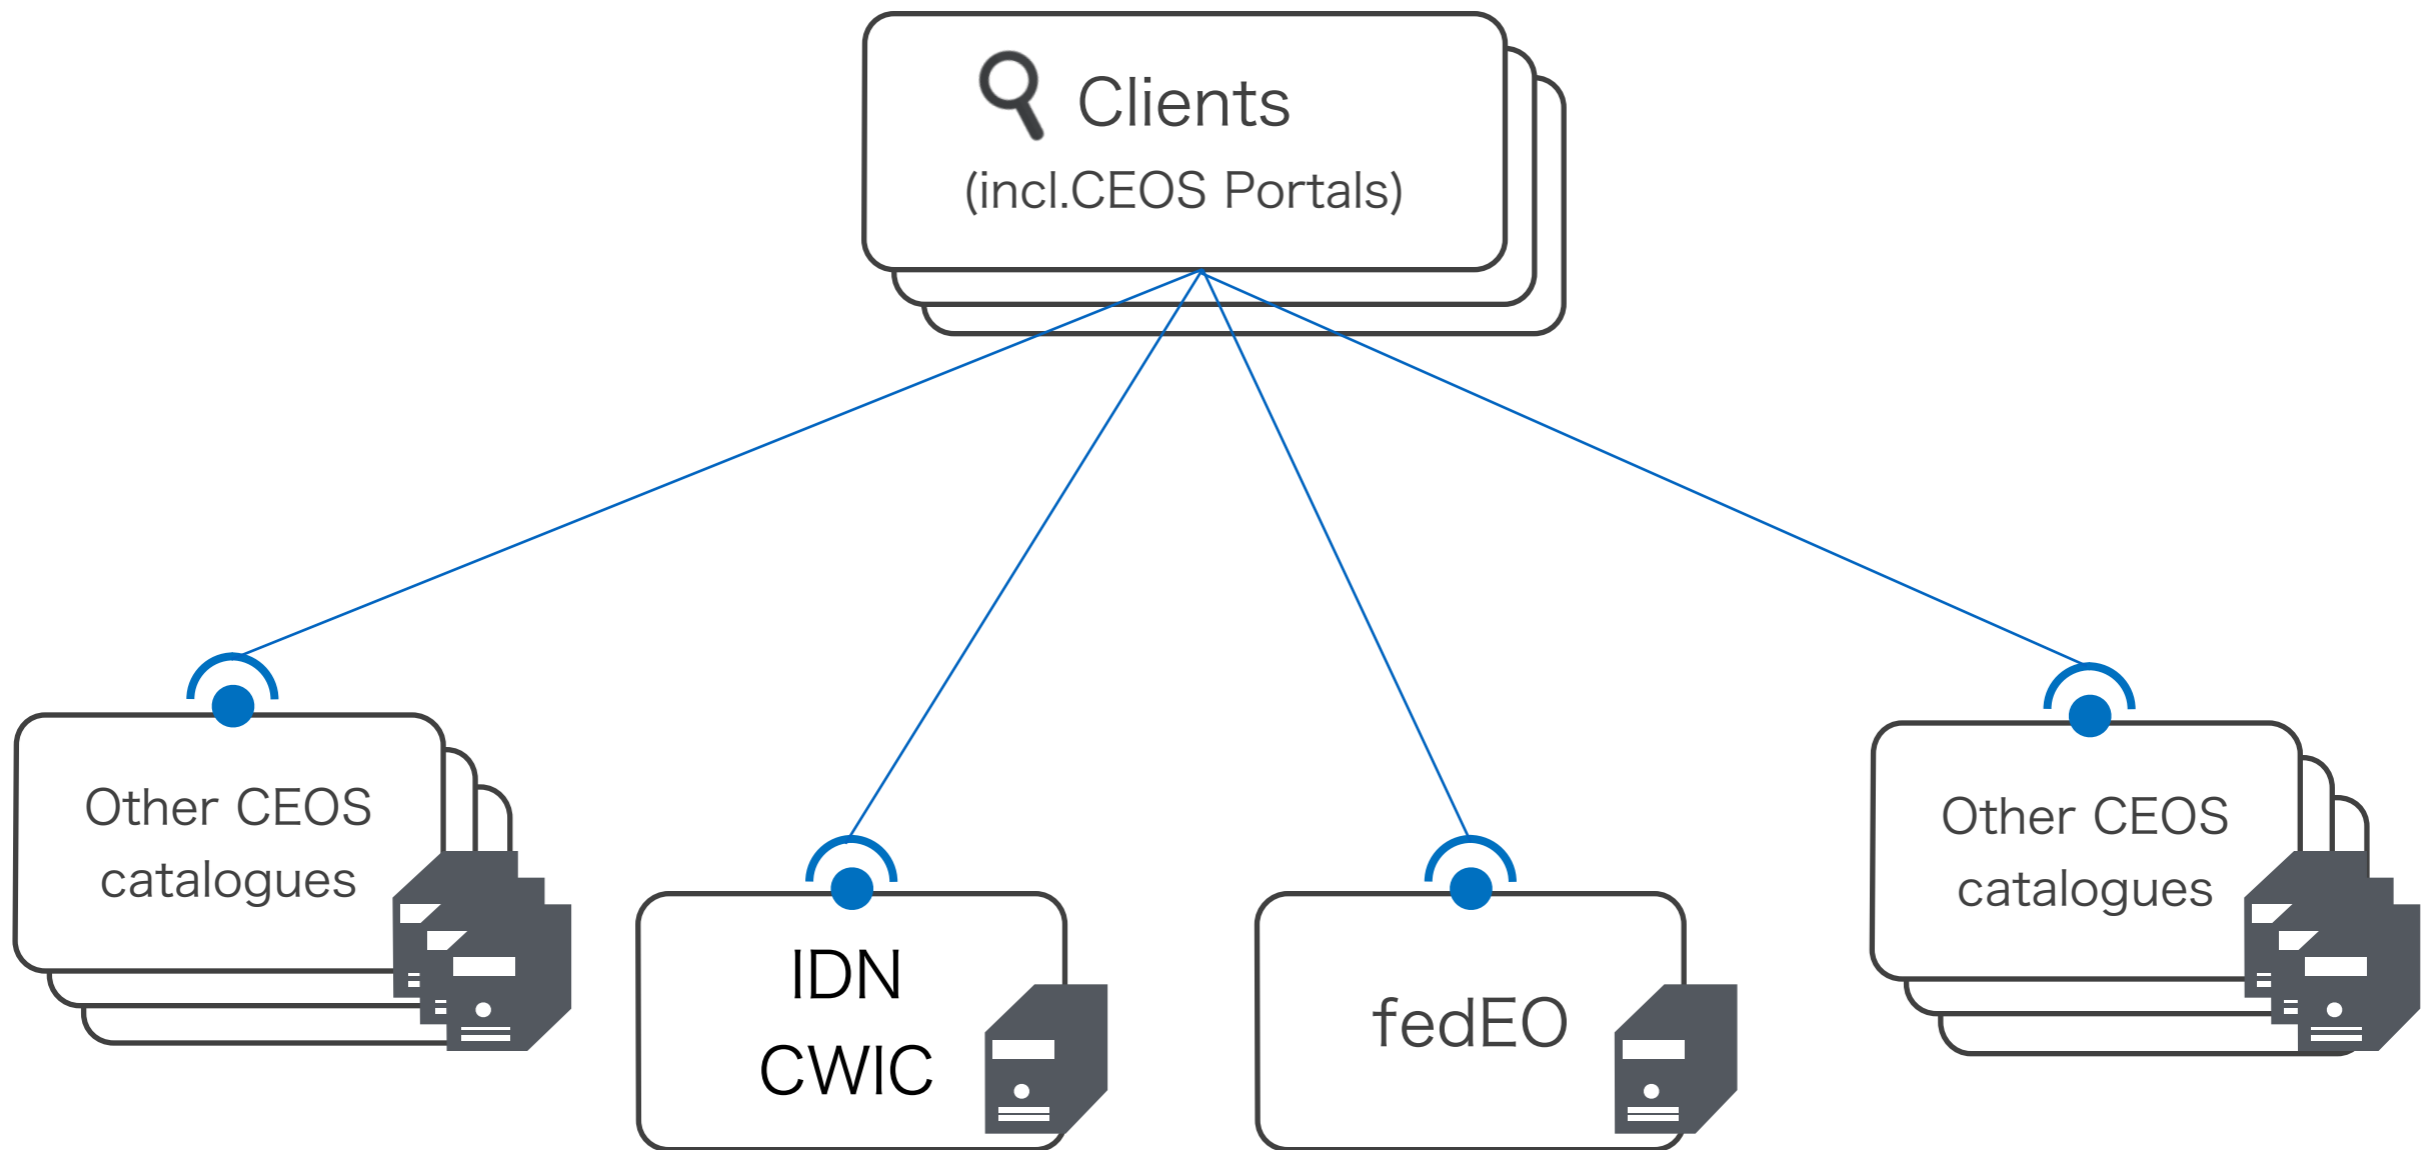 Clients
(incl.CEOS Portals)
Other CEOS
catalogues
IDN
CWIC
fedEO
Other CEOS
catalogues